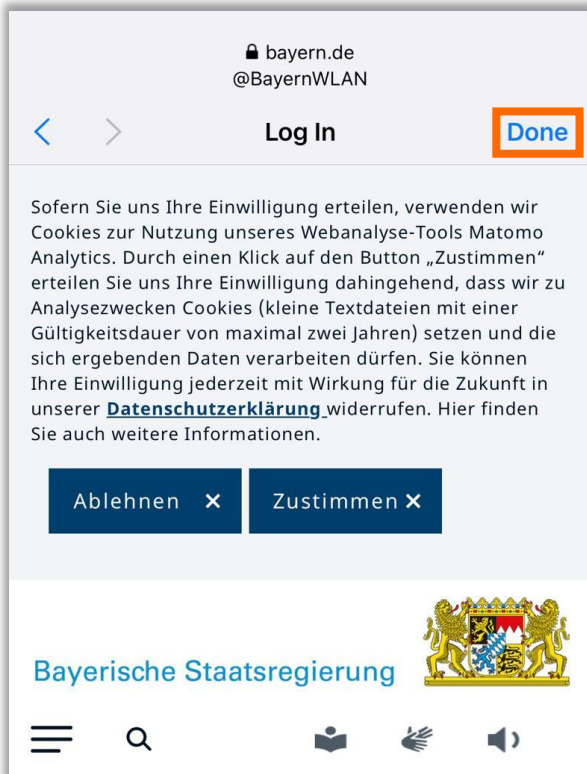 bayern.de
@BayernWLAN
Log In
Done
Sofern Sie uns Ihre Einwilligung erteilen, verwenden wir
Cookies zur Nutzung unseres Webanalyse-Tools Matomo
Analytics. Durch einen Klick auf den Button „Zustimmen“
erteilen Sie uns Ihre Einwilligung dahingehend, dass wir zu
Analysezwecken Cookies (kleine Textdateien mit einer
Gültigkeitsdauer von maximal zwei Jahren) setzen und die
sich ergebenden Daten verarbeiten dürfen. Sie können
Ihre Einwilligung jederzeit mit Wirkung für die Zukunft in
unserer Datenschutzerklärung widerrufen. Hier finden
Sie auch weitere Informationen.
Ablehnen ×
Zustimmen ×
Bayerische Staatsregierung